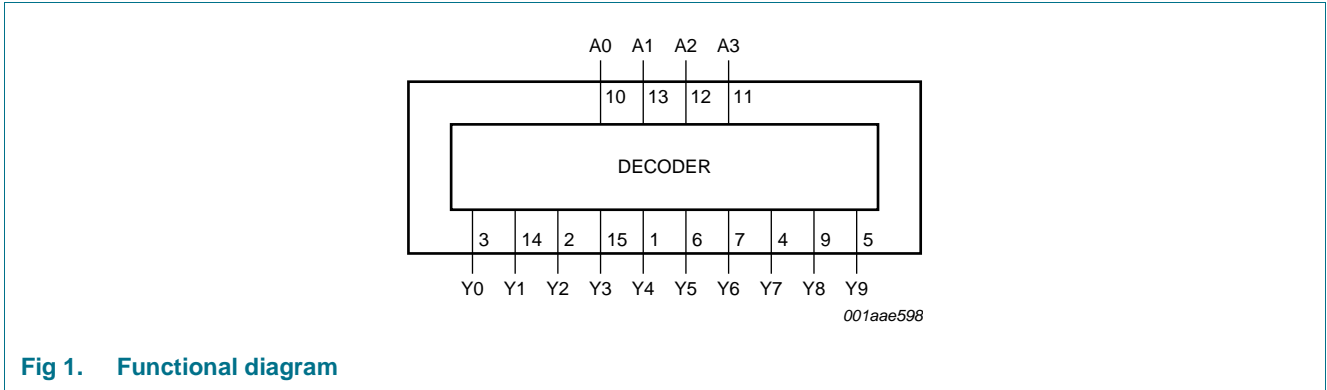 A0 A1 A2 A3
10 13 12 11
DECODER
3 14 2 15 1 6 7 4 9 5
Y0 Y1 Y2 Y3 Y4 Y5 Y6 Y7 Y8 Y9
001aae598
Fig 1. Functional diagram